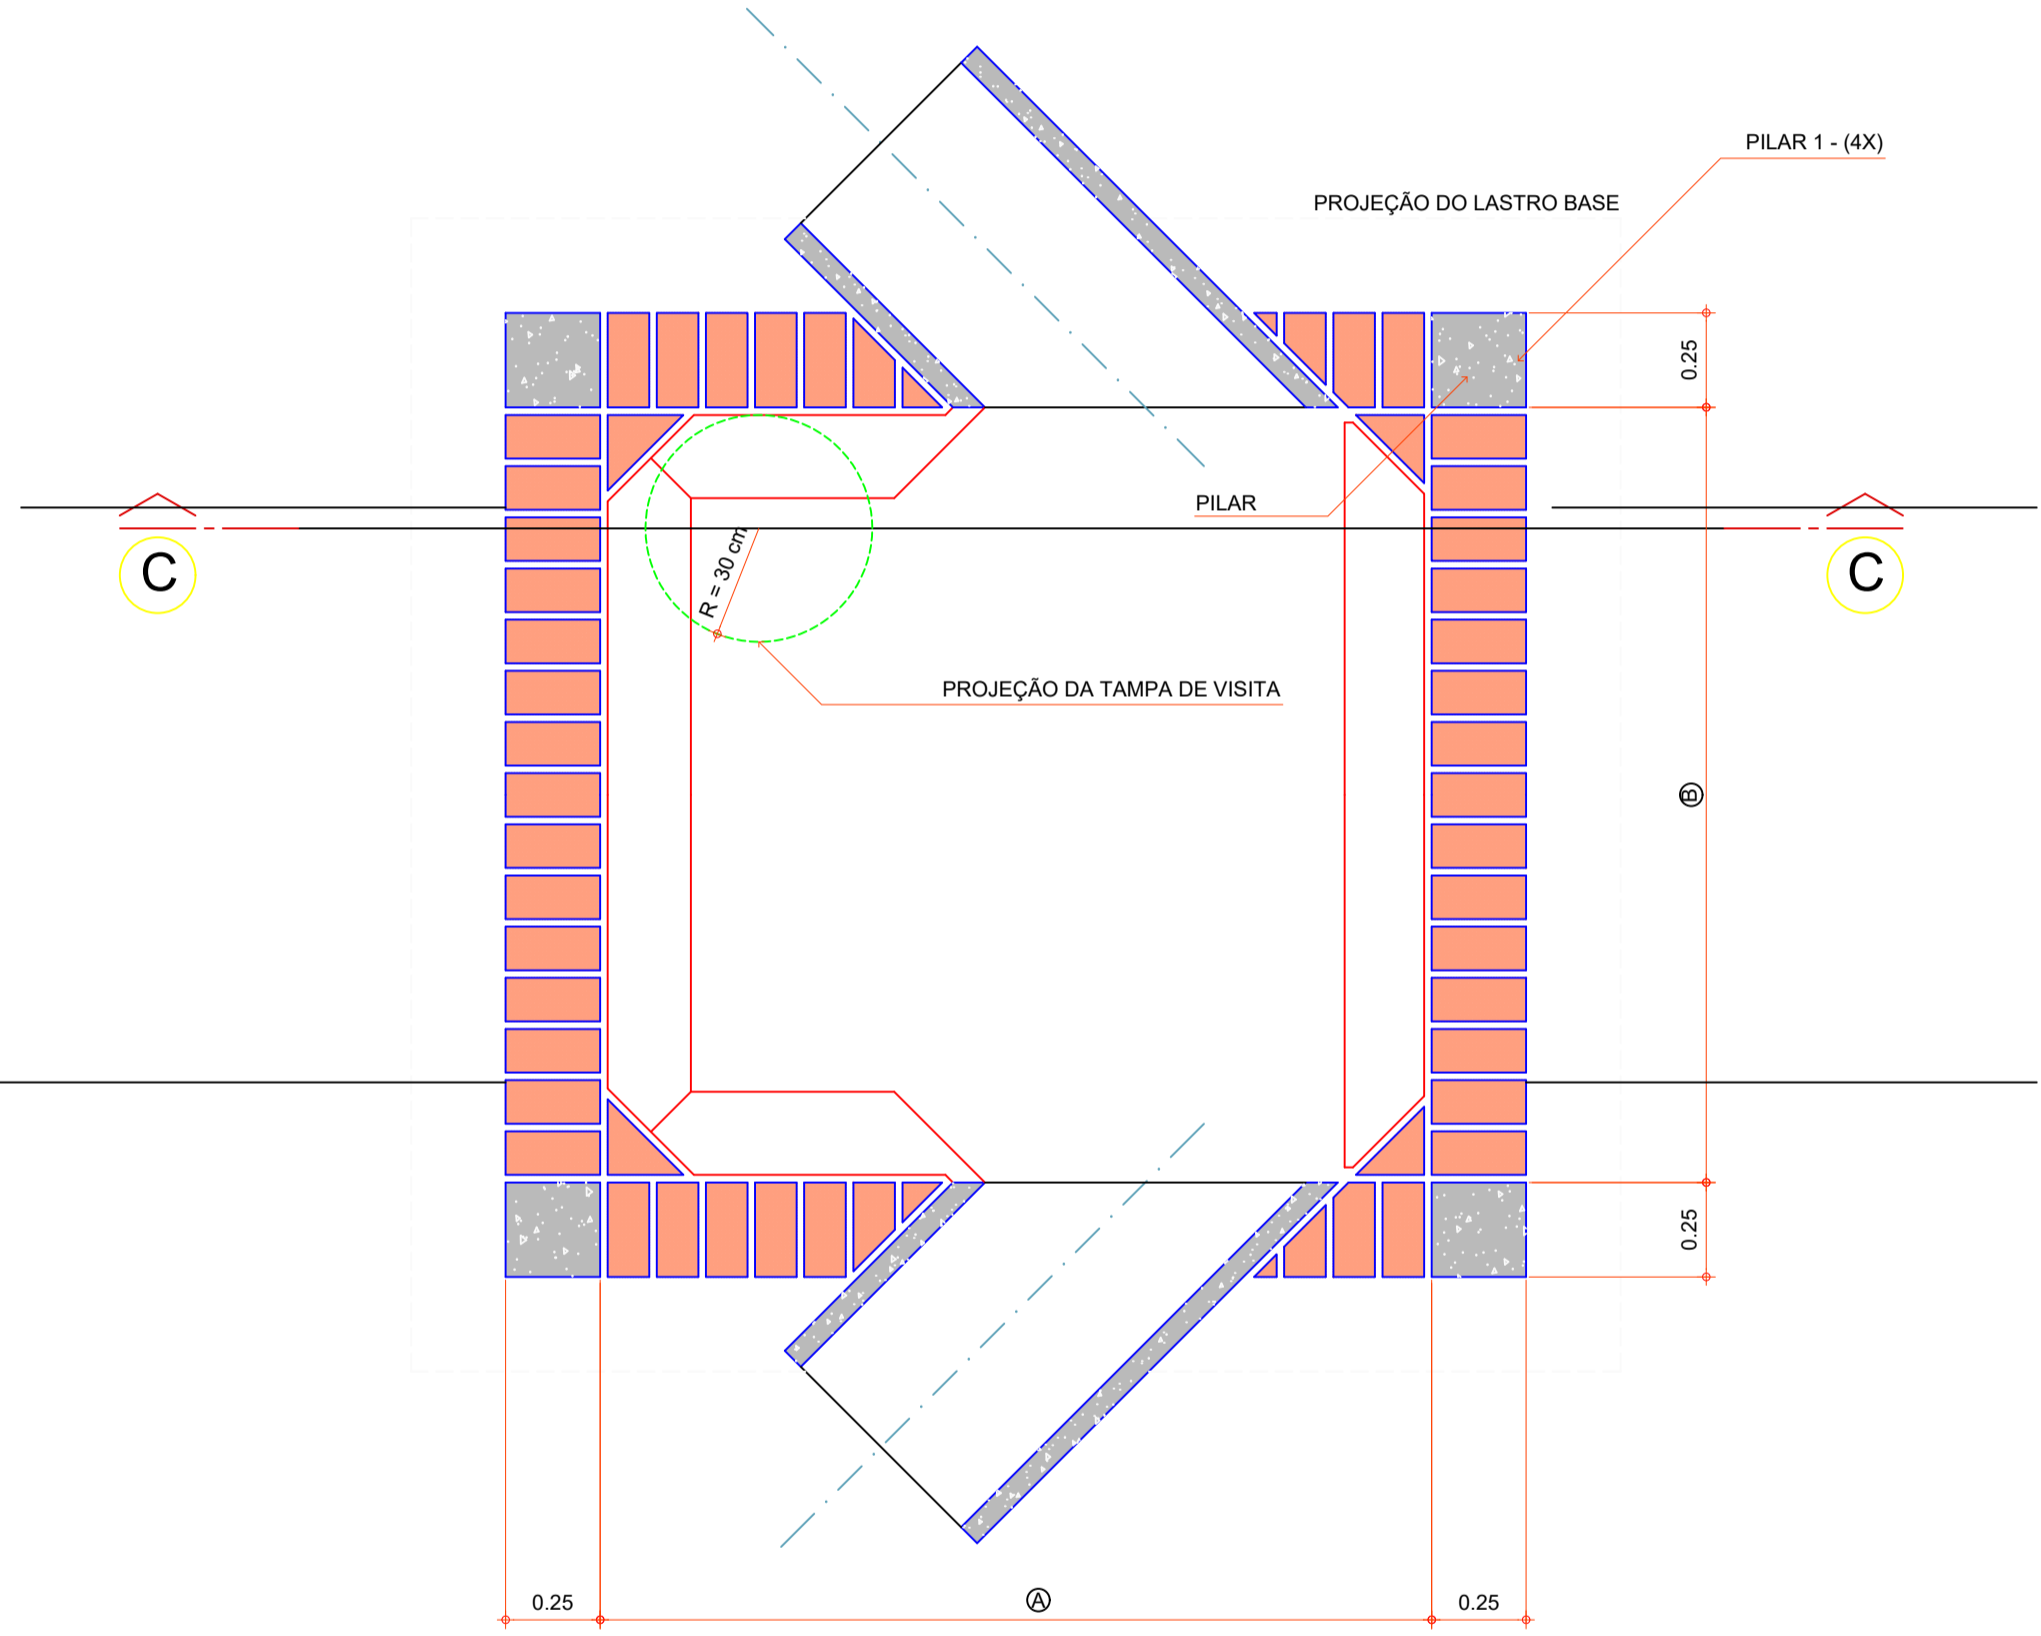 PILAR 1 - (4X)
PROJEÇÃO DO LASTRO BASE
0.25
PILAR
C
C
R = 30 cm
PROJEÇÃO DA TAMPA DE VISITA
B
0.25
0.25
A
0.25